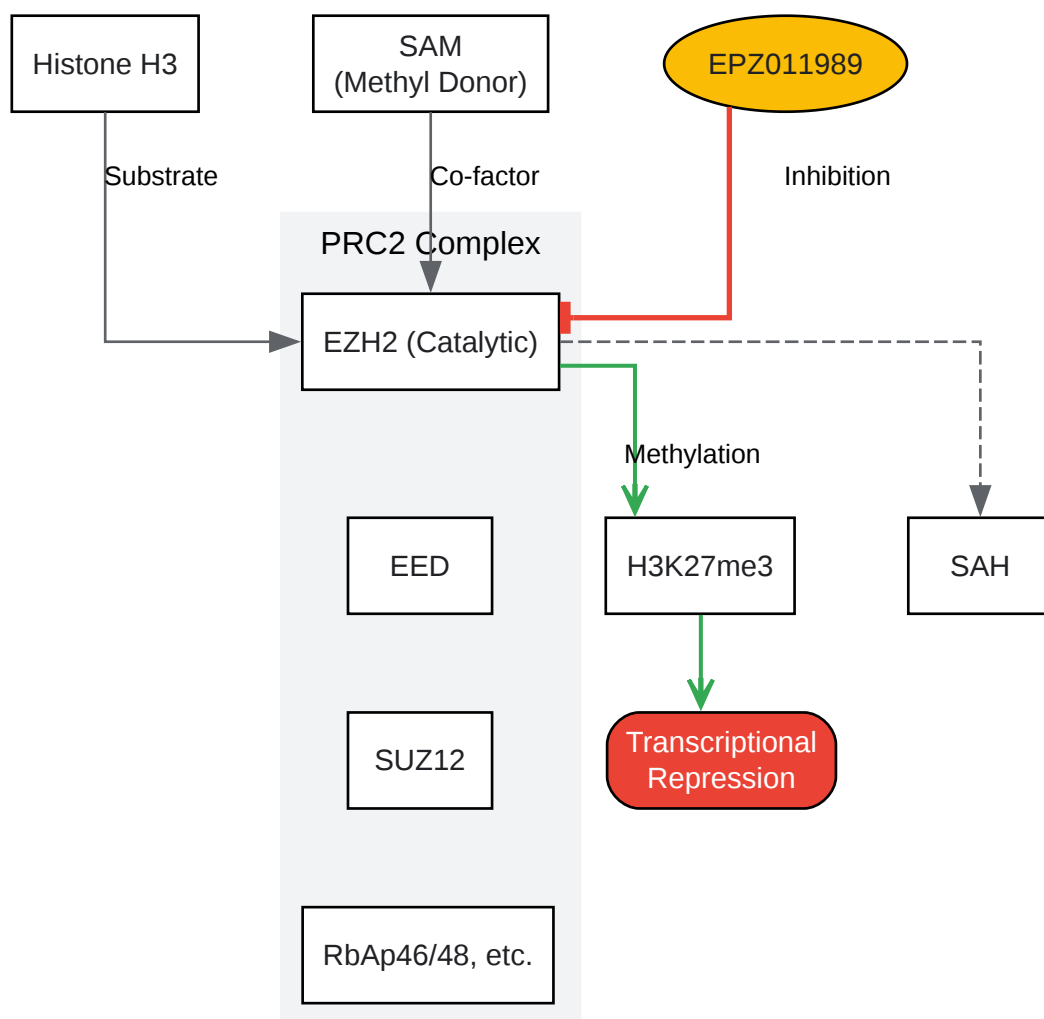 Histone H3
SAM
(Methyl Donor)
EPZ011989
Substrate
Co-factor
Inhibition
PRC2 Complex
EZH2 (Catalytic)
Methylation
EED
H3K27me3
SAH
SUZ12
Transcriptional
Repression
RbAp46/48, etc.